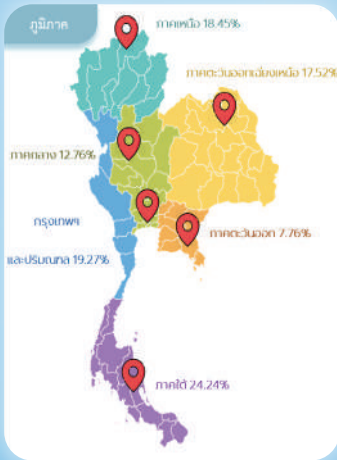 ภูมิภาค
ภาคเหนือ 18.45%
ภาคตะวันออกเฉียงเหนือ 17.52%
ภาคกลาง 12.76%
กรุงเทพฯ
และปริมณฑล 19.27%
ภาคตะวันออก 7.76%
ภาคใต้ 24.24%